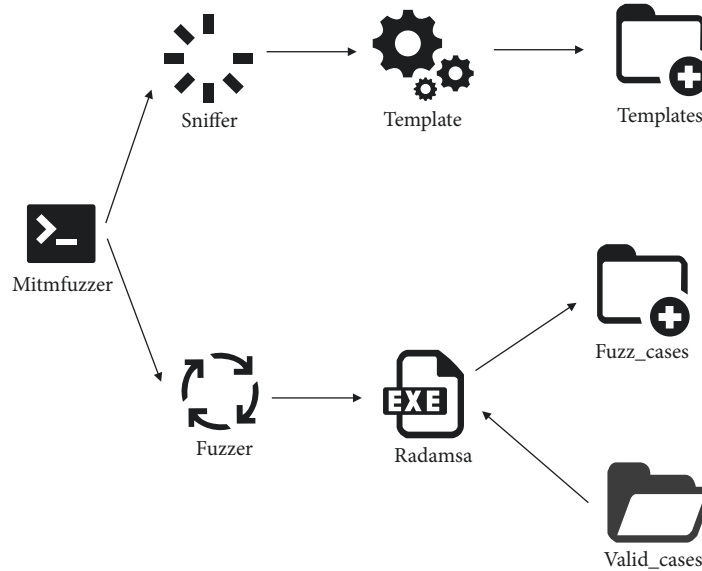 Sniffer
Template
Templates
Mitmfuzzer
Fuzz_cases
EXE
Fuzzer
Radamsa
Valid_cases